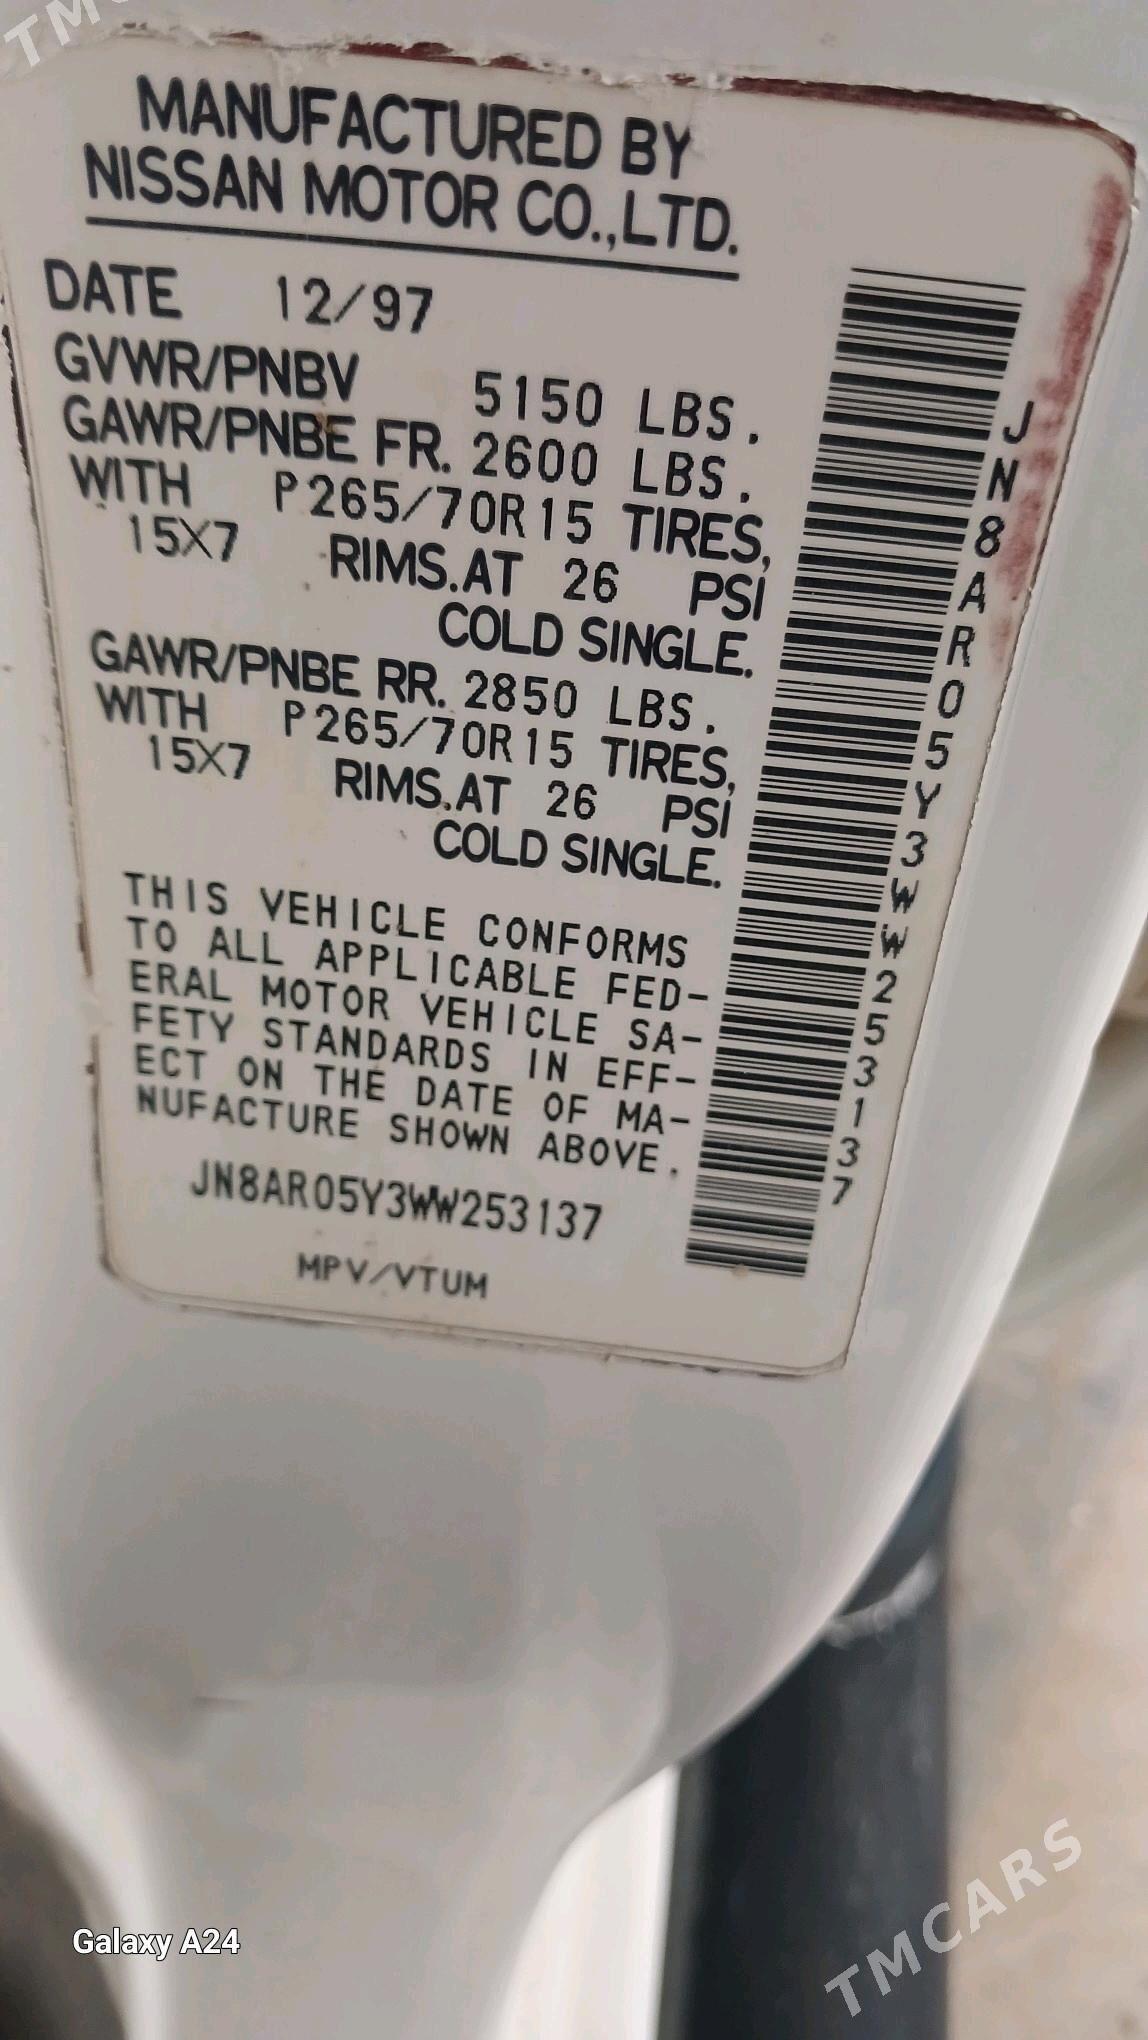 MANUFACTURED BY
NISSAN MOTOR CO.,LTD.
DATE 12/97
GVWR/PNBV 5150 LBS.
GAWR/PNBE FR. 2600 LBS.
WITH P265/70R15 TIRES,
15X7 RIMS.AT 26 PSI
COLD SINGLE.
GAWR/PNBE RR. 2850 LBS.
WITH P265/70R15 TIRES,
15X7 RIMS.AT 26 PSI
COLD SINGLE.
THIS VEHICLE CONFORMS
TO ALL APPLICABLE FED-
ERAL MOTOR VEHICLE SA-
FETY STANDARDS IN EFF-
ECT ON THE DATE OF MA-
NUFACTURE SHOWN ABOVE.
JN8AR05Y3WW253137
MPV/VTUM
JN8AR05Y3WW253137
Galaxy A24
TMCARS